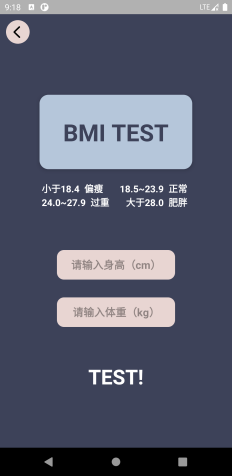 9:18 LTE
BMI TEST
小于18.4 偏瘦 18.5~23.9 正常
24.0~27.9 过重 大于28.0 肥胖
请输入身高（cm）
请输入体重（kg）
TEST!